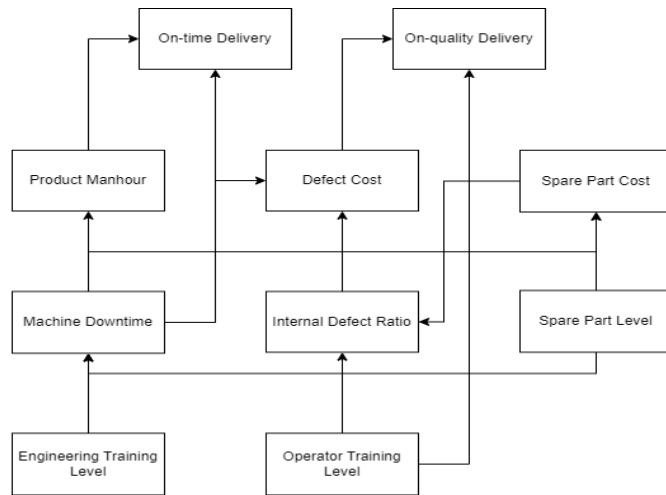 On-time Delivery
On-quality Delivery
Product Manhour
Defect Cost
Spare Part Cost
Machine Downtime
Internal Defect Ratio
Spare Part Level
Engineering Training
Level
Operator Training
Level